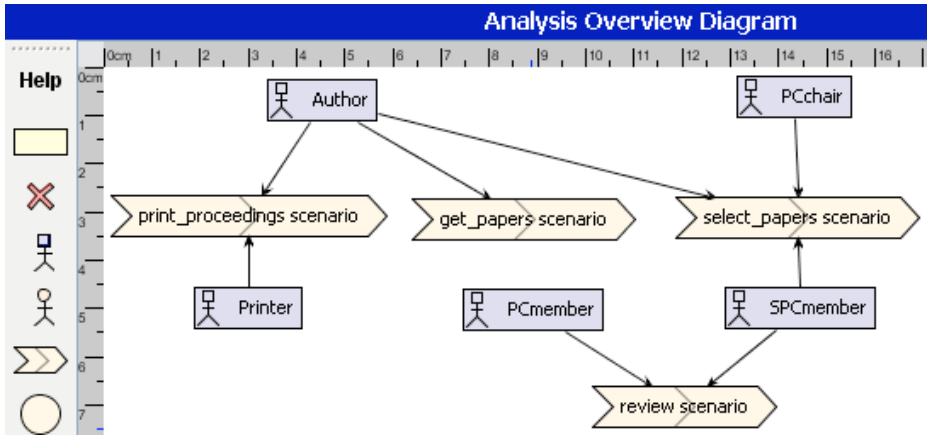 Analysis Overview Diagram
0cm 1 2 3 4 5 6 7 8 9 10 11 12 13 14 15 16
Help
0cm
1
2
3
4
5
6
7
Author
PCchair
print_proceedings scenario
get_papers scenario
select_papers scenario
Printer
PCmember
SPCmember
review scenario